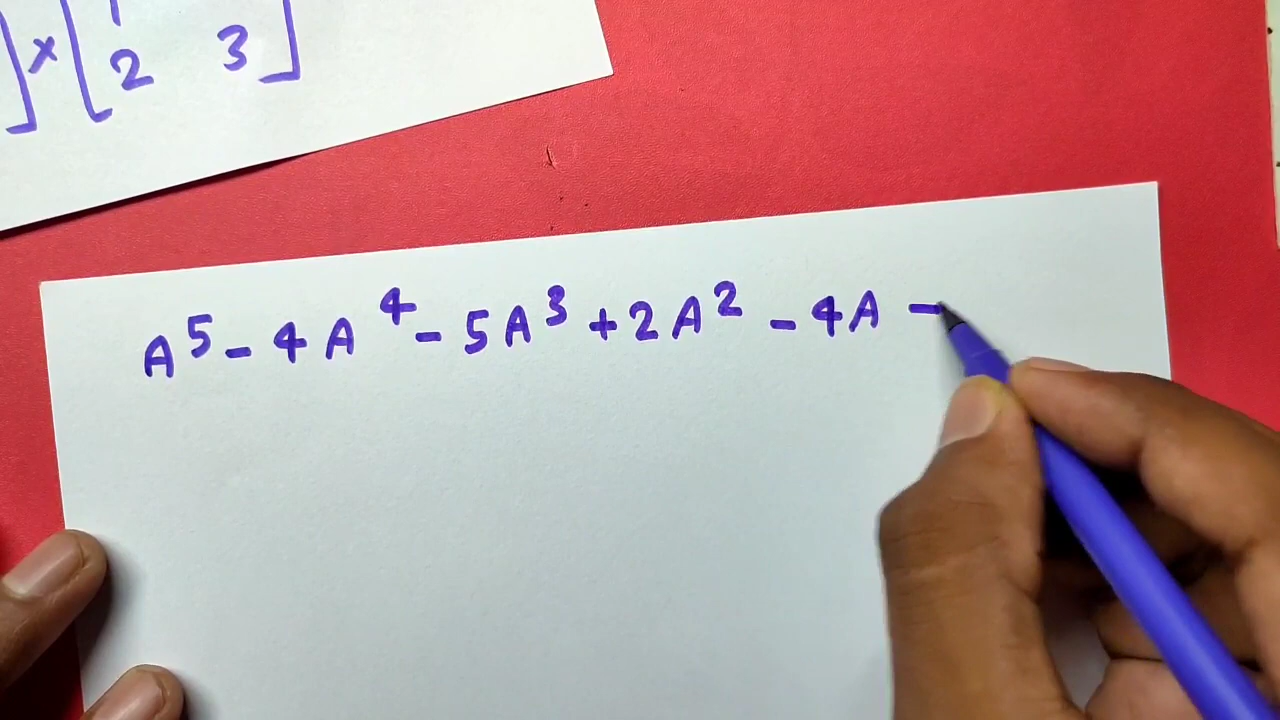 ] × [
2 3 ]
A⁵ - 4A⁴ - 5A³ + 2A² - 4A -